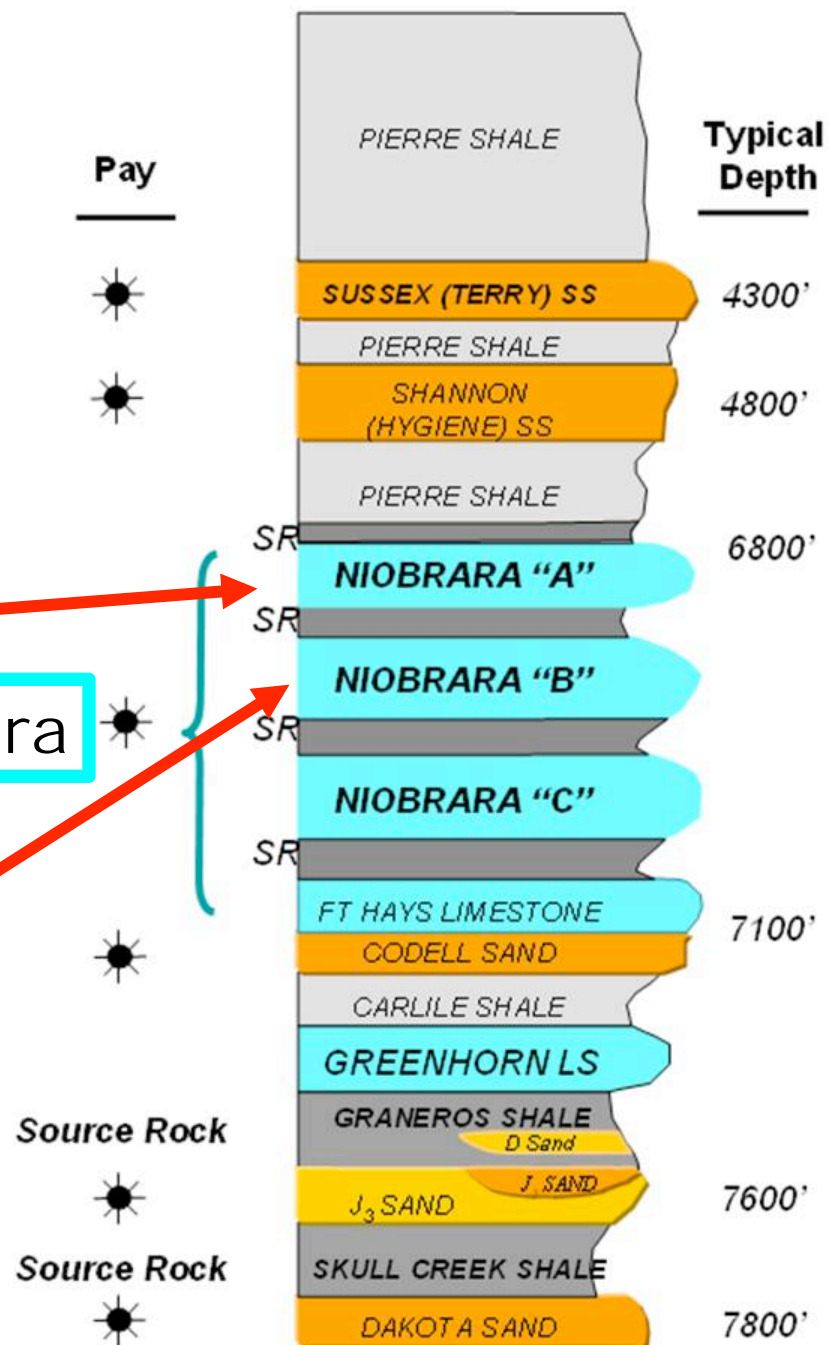 Pay
Typical
Depth
PIERRE SHALE
SUSSEX (TERRY) SS
4300’
PIERRE SHALE
SHANNON
(HYGIENE) SS
4800’
PIERRE SHALE
SR
6800’
NIOBRARA “A”
SR
NIOBRARA “B”
ra
SR
NIOBRARA “C”
SR
FT HAYS LIMESTONE
7100’
CODELL SAND
CARLILE SHALE
GREENHORN LS
GRANEROS SHALE
Source Rock
D Sand
J SAND
J₃ SAND
7600’
Source Rock
SKULL CREEK SHALE
DAKOTA SAND
7800’